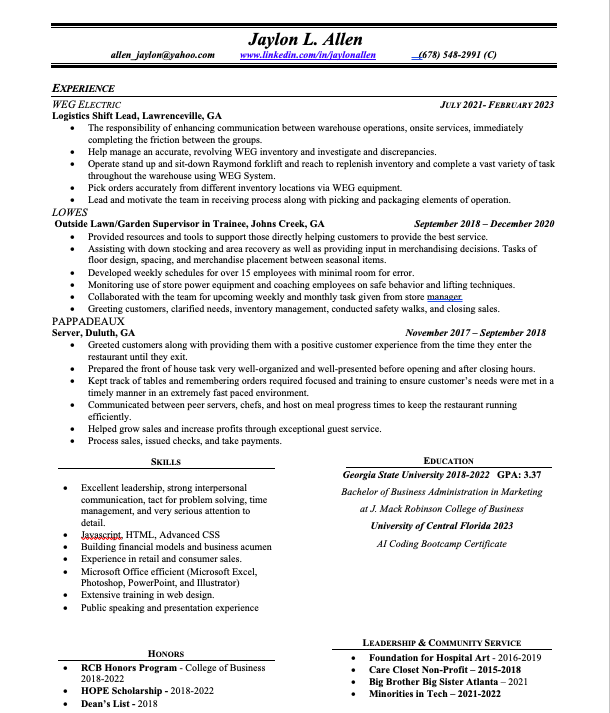 Jaylon L. Allen
allen_jaylon@yahoo.com www.linkedin.com/in/jaylonallen (678) 548-2991 (C)
EXPERIENCE
WEG ELECTRIC JULY 2021- FEBRUARY 2023
Logistics Shift Lead, Lawrenceville, GA
• The responsibility of enhancing communication between warehouse operations, onsite services, immediately
completing the friction between the groups.
• Help manage an accurate, revolving WEG inventory and investigate and discrepancies.
• Operate stand up and sit-down Raymond forklift and reach to replenish inventory and complete a vast variety of task
throughout the warehouse using WEG System.
• Pick orders accurately from different inventory locations via WEG equipment.
• Lead and motivate the team in receiving process along with picking and packaging elements of operation.
LOWES
Outside Lawn/Garden Supervisor in Trainee, Johns Creek, GA September 2018 – December 2020
• Provided resources and tools to support those directly helping customers to provide the best service.
• Assisting with down stocking and area recovery as well as providing input in merchandising decisions. Tasks of
floor design, spacing, and merchandise placement between seasonal items.
• Developed weekly schedules for over 15 employees with minimal room for error.
• Monitoring use of store power equipment and coaching employees on safe behavior and lifting techniques.
• Collaborated with the team for upcoming weekly and monthly task given from store manager.
• Greeting customers, clarified needs, inventory management, conducted safety walks, and closing sales.
PAPPADEAUX
Server, Duluth, GA November 2017 – September 2018
• Greeted customers along with providing them with a positive customer experience from the time they enter the
restaurant until they exit.
• Prepared the front of house task very well-organized and well-presented before opening and after closing hours.
• Kept track of tables and remembering orders required focused and training to ensure customer's needs were met in a
timely manner in an extremely fast paced environment.
• Communicated between peer servers, chefs, and host on meal progress times to keep the restaurant running
efficiently.
• Helped grow sales and increase profits through exceptional guest service.
• Process sales, issued checks, and take payments.
SKILLS
• Excellent leadership, strong interpersonal
communication, tact for problem solving, time
management, and very serious attention to
detail.
• Javascript, HTML, Advanced CSS
• Building financial models and business acumen
• Experience in retail and consumer sales.
• Microsoft Office efficient (Microsoft Excel,
Photoshop, PowerPoint, and Illustrator)
• Extensive training in web design.
• Public speaking and presentation experience
EDUCATION
Georgia State University 2018-2022 GPA: 3.37
Bachelor of Business Administration in Marketing
at J. Mack Robinson College of Business
University of Central Florida 2023
AI Coding Bootcamp Certificate
HONORS
• RCB Honors Program - College of Business
2018-2022
• HOPE Scholarship - 2018-2022
• Dean's List - 2018
LEADERSHIP & COMMUNITY SERVICE
• Foundation for Hospital Art - 2016-2019
• Care Closet Non-Profit – 2015-2018
• Big Brother Big Sister Atlanta – 2021
• Minorities in Tech – 2021-2022